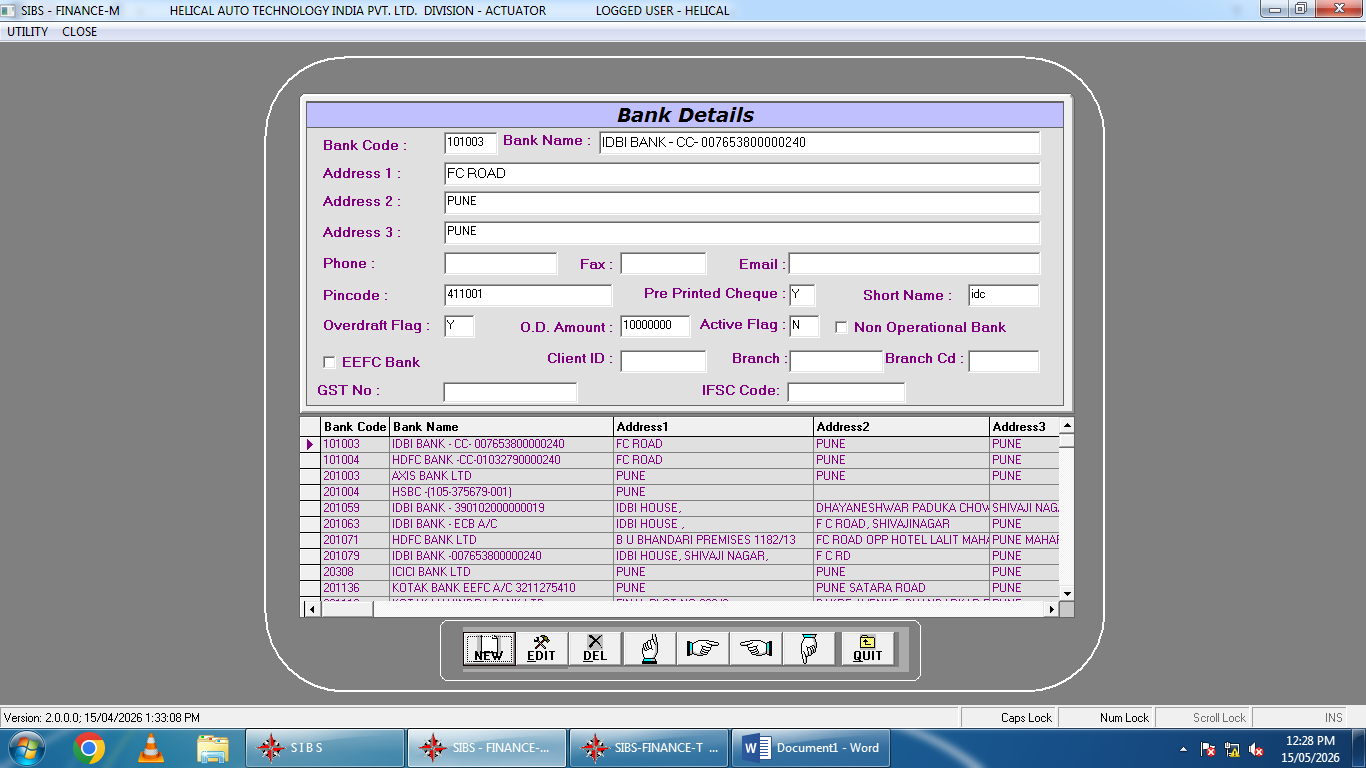 SIBS - FINANCE-M HELICAL AUTO TECHNOLOGY INDIA PVT. LTD. DIVISION - ACTUATOR LOGGED USER - HELICAL
UTILITY CLOSE
Bank Details
Bank Code : 101003 Bank Name : IDBI BANK - CC- 007653800000240
Address 1 : FC ROAD
Address 2 : PUNE
Address 3 : PUNE
Phone : Fax : Email :
Pincode : 411001 Pre Printed Cheque : Y Short Name : idc
Overdraft Flag : Y O.D. Amount : 10000000 Active Flag : N Non Operational Bank
EEFC Bank Client ID : Branch : Branch Cd :
GST No : IFSC Code:
Bank Code Bank Name Address1 Address2 Address3
101003 IDBI BANK - CC- 007653800000240 FC ROAD PUNE PUNE
101004 HDFC BANK -CC-01032790000240 FC ROAD PUNE PUNE
201003 AXIS BANK LTD PUNE PUNE PUNE
201004 HSBC -(105-375679-001) PUNE
201059 IDBI BANK - 390102000000019 IDBI HOUSE, DHAYANESHWAR PADUKA CHOW SHIVAJI NAGA
201063 IDBI BANK - ECB A/C IDBI HOUSE , F C ROAD, SHIVAJINAGAR PUNE
201071 HDFC BANK LTD B U BHANDARI PREMISES 1182/13 FC ROAD OPP HOTEL LALIT MAHA PUNE MAHAR
201079 IDBI BANK -007653800000240 IDBI HOUSE, SHIVAJI NAGAR, F C RD PUNE
20308 ICICI BANK LTD PUNE PUNE PUNE
201136 KOTAK BANK EEFC A/C 3211275410 PUNE PUNE SATARA ROAD PUNE
NEW EDIT DEL QUIT
Version: 2.0.0.0; 15/04/2026 1:33:08 PM Caps Lock Num Lock Scroll Lock INS
S I B S SIBS - FINANCE-... SIBS-FINANCE-T ... Document1 - Word 12:28 PM
15/05/2026